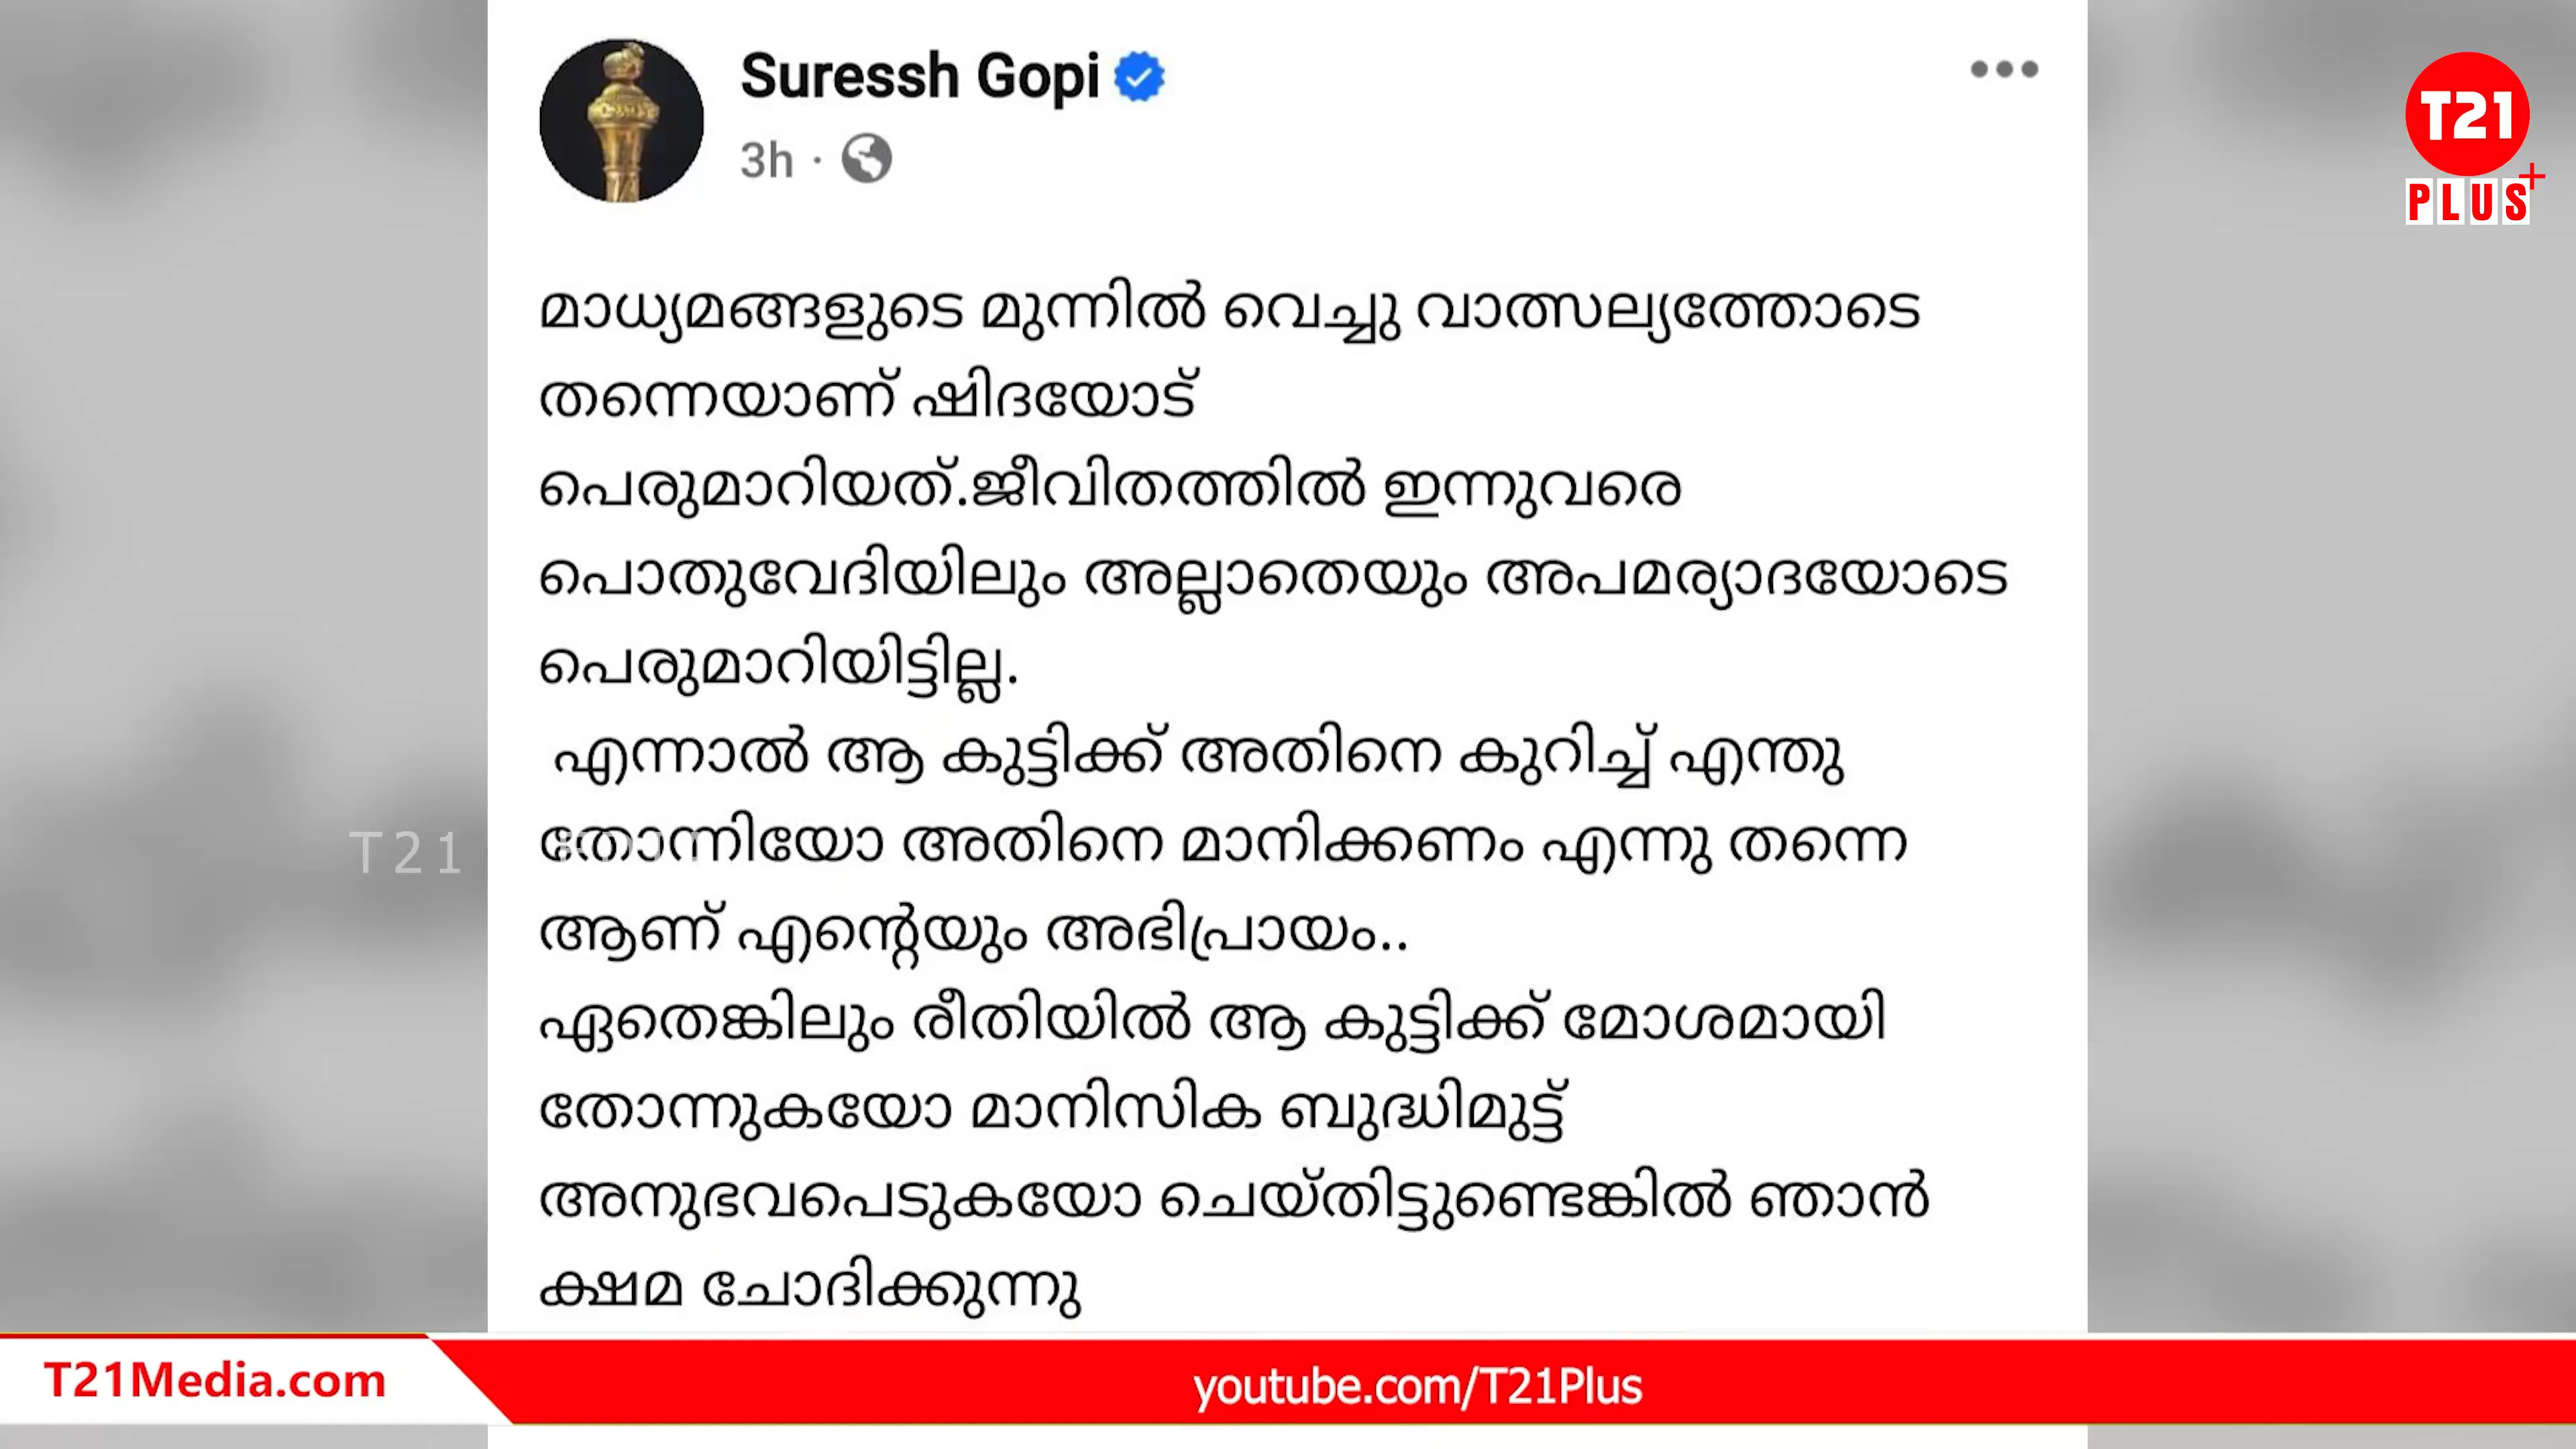 Suressh Gopi
3h ·
T21
PLUS+
മാധ്യമങ്ങളുടെ മുന്നിൽ വെച്ചു വാത്സല്യത്തോടെ
തന്നെയാണ് ഷിദയോട്
പെരുമാറിയത്.ജീവിതത്തിൽ ഇന്നുവരെ
പൊതുവേദിയിലും അല്ലാതെയും അപമര്യാദയോടെ
പെരുമാറിയിട്ടില്ല.
എന്നാൽ ആ കുട്ടിക്ക് അതിനെ കുറിച്ച് എന്തു
തോന്നിയോ അതിനെ മാനിക്കണം എന്നു തന്നെ
ആണ് എന്റെയും അഭിപ്രായം..
ഏതെങ്കിലും രീതിയിൽ ആ കുട്ടിക്ക് മോശമായി
തോന്നുകയോ മാനിസിക ബുദ്ധിമുട്ട്
അനുഭവപെടുകയോ ചെയ്തിട്ടുണ്ടെങ്കിൽ ഞാൻ
ക്ഷമ ചോദിക്കുന്നു
T21
T21Media.com
youtube.com/T21Plus